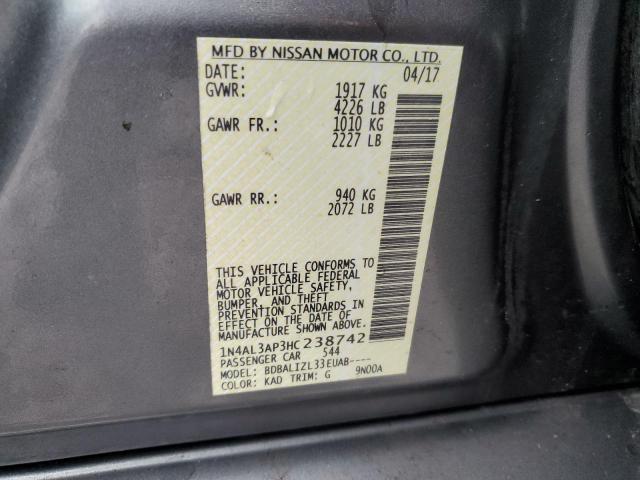 MFD BY NISSAN MOTOR CO., LTD.
DATE: 04/17
GVWR: 1917 KG
4226 LB
GAWR FR.: 1010 KG
2227 LB
GAWR RR.: 940 KG
2072 LB
THIS VEHICLE CONFORMS TO
ALL APPLICABLE FEDERAL
MOTOR VEHICLE SAFETY,
BUMPER, AND THEFT
PREVENTION STANDARDS IN
EFFECT ON THE DATE OF
MANUFACTURE SHOWN ABOVE.
1N4AL3AP3HC238742
PASSENGER CAR 544
MODEL: BDBALIZL33EUAB----
COLOR: KAD TRIM: G 9N00A